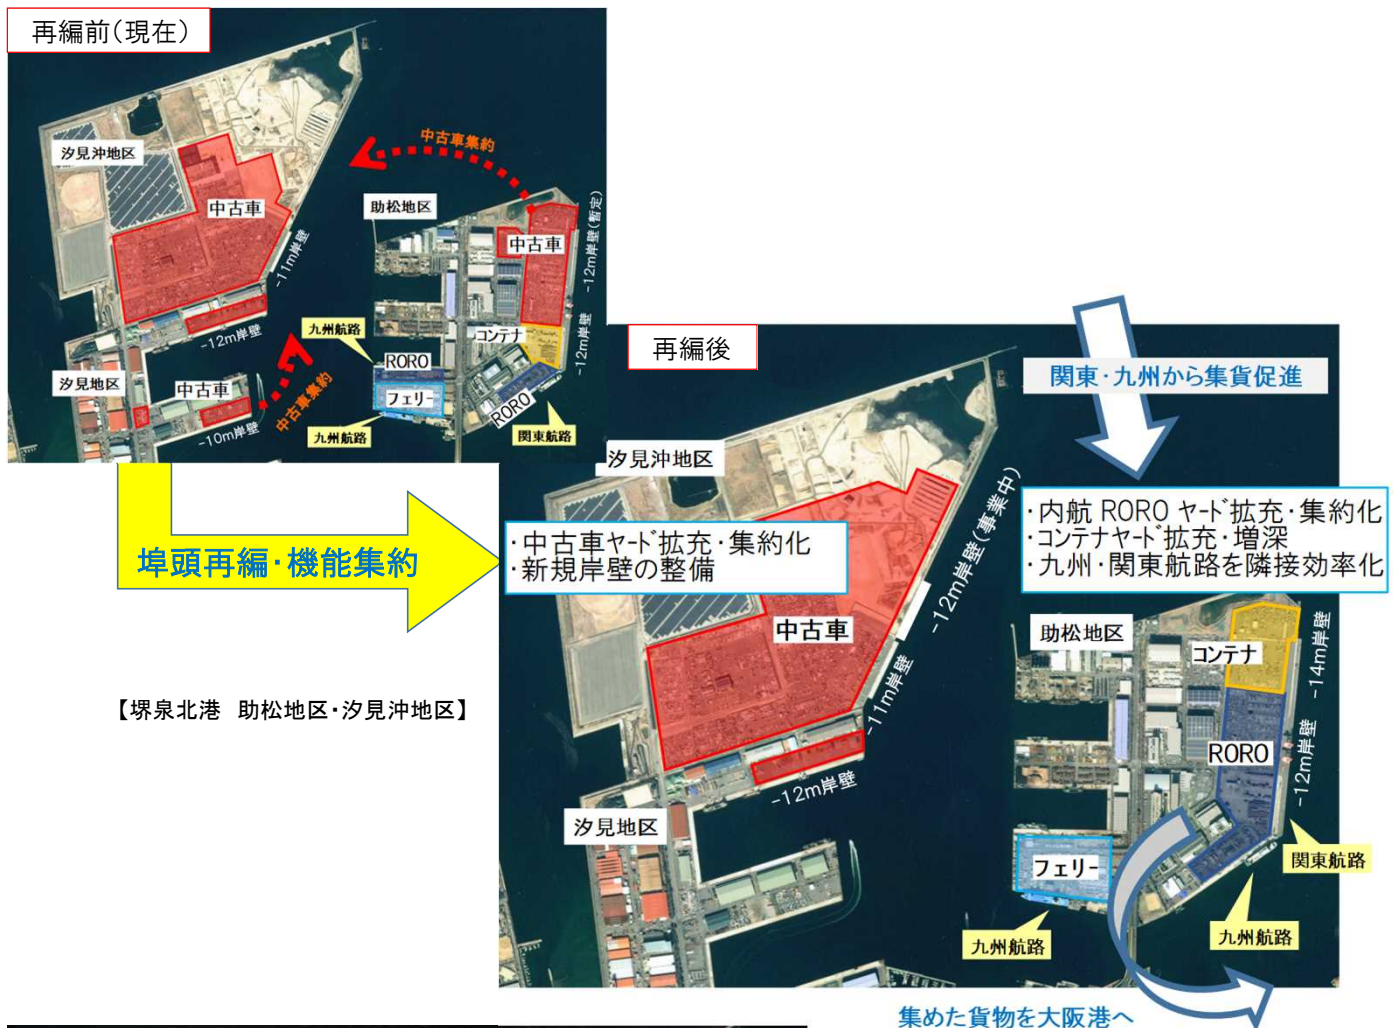 再編前(現在)
汐見沖地区
中古車集約
中古車
助松地区
中古車
-12m岸壁(暫定)
-11m岸壁
-12m岸壁
九州航路
コンテナ
-12m岸壁
RORO
汐見地区
中古車
中古車集約
フェリー
RORO
-10m岸壁
九州航路
関東航路
再編後
関東・九州から集貨促進
汐見沖地区
-12m岸壁(事業中)
・内航 RORO ヤード拡充・集約化
・コンテナヤード拡充・増深
・九州・関東航路を隣接効率化
埠頭再編・機能集約
・中古車ヤード拡充・集約化
・新規岸壁の整備
中古車
助松地区
コンテナ
-14m岸壁
-11m岸壁
【堺泉北港 助松地区・汐見沖地区】
RORO
-12m岸壁
-12m岸壁
汐見地区
フェリー
関東航路
九州航路
九州航路
集めた貨物を大阪港へ